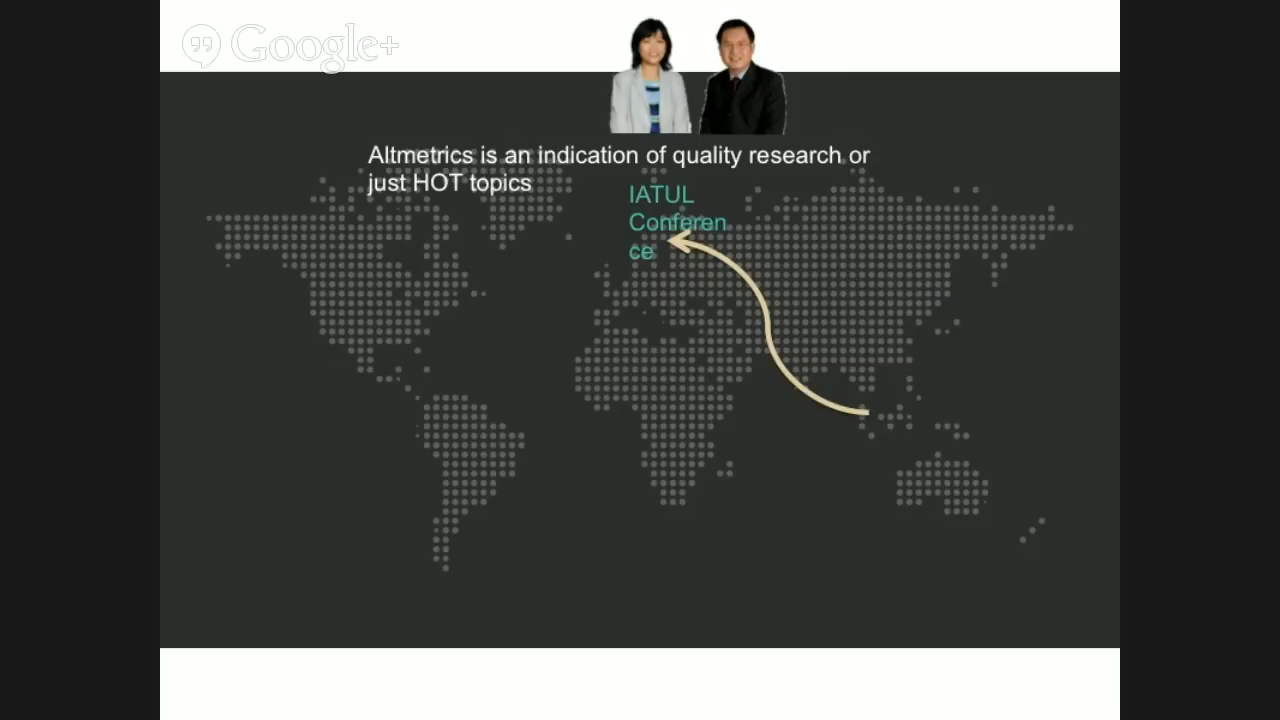 Google+
Altmetrics is an indication of quality research or
just HOT topics
IATUL
Conferen
ce